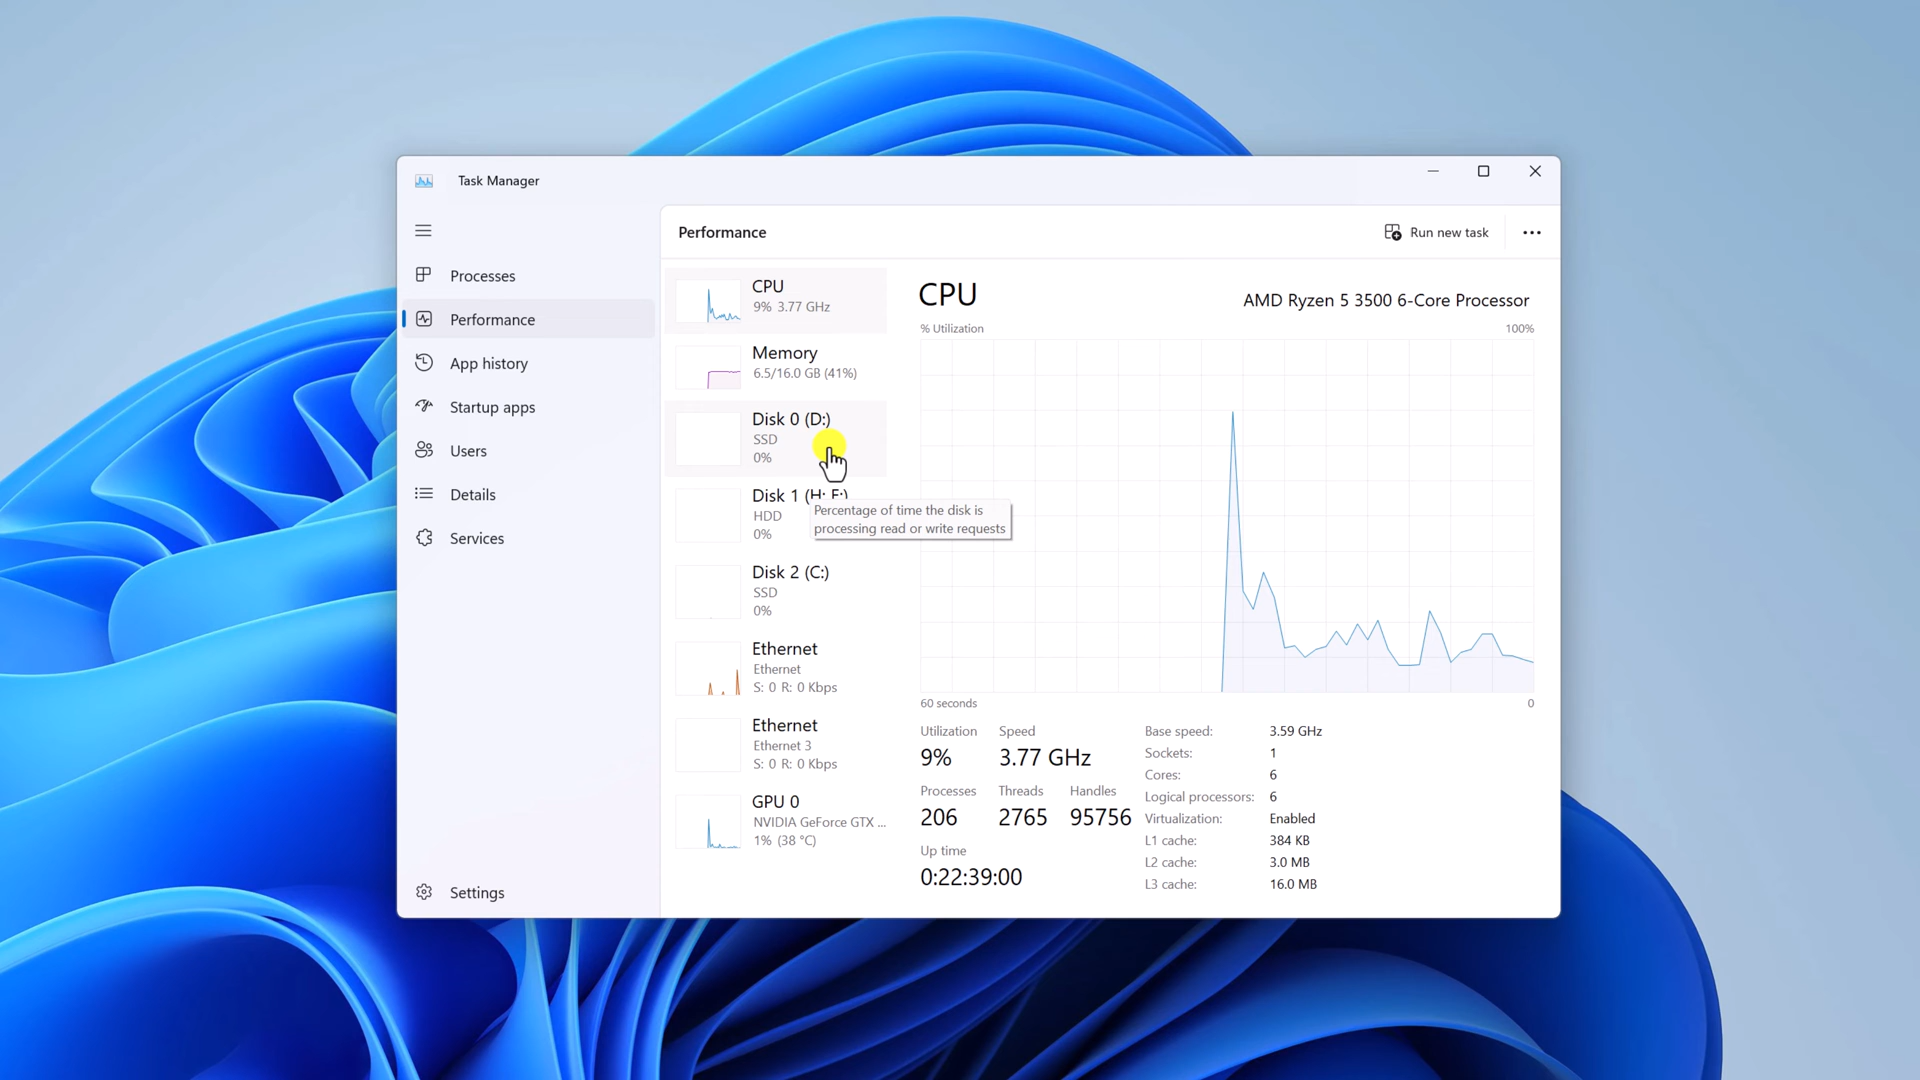 Task Manager
Performance
Run new task
Processes
Performance
App history
Startup apps
Users
Details
Services
Settings
CPU
9% 3.77 GHz
Memory
6.5/16.0 GB (41%)
Disk 0 (D:)
SSD
0%
Disk 1 (H: F:)
HDD
0%
Percentage of time the disk is
processing read or write requests
Disk 2 (C:)
SSD
0%
Ethernet
Ethernet
S: 0 R: 0 Kbps
Ethernet
Ethernet 3
S: 0 R: 0 Kbps
GPU 0
NVIDIA GeForce GTX ...
1% (38 °C)
CPU
AMD Ryzen 5 3500 6-Core Processor
% Utilization
100%
60 seconds
0
Utilization
Speed
9%
3.77 GHz
Processes
Threads
Handles
206
2765
95756
Up time
0:22:39:00
Base speed:
3.59 GHz
Sockets:
1
Cores:
6
Logical processors:
6
Virtualization:
Enabled
L1 cache:
384 KB
L2 cache:
3.0 MB
L3 cache:
16.0 MB